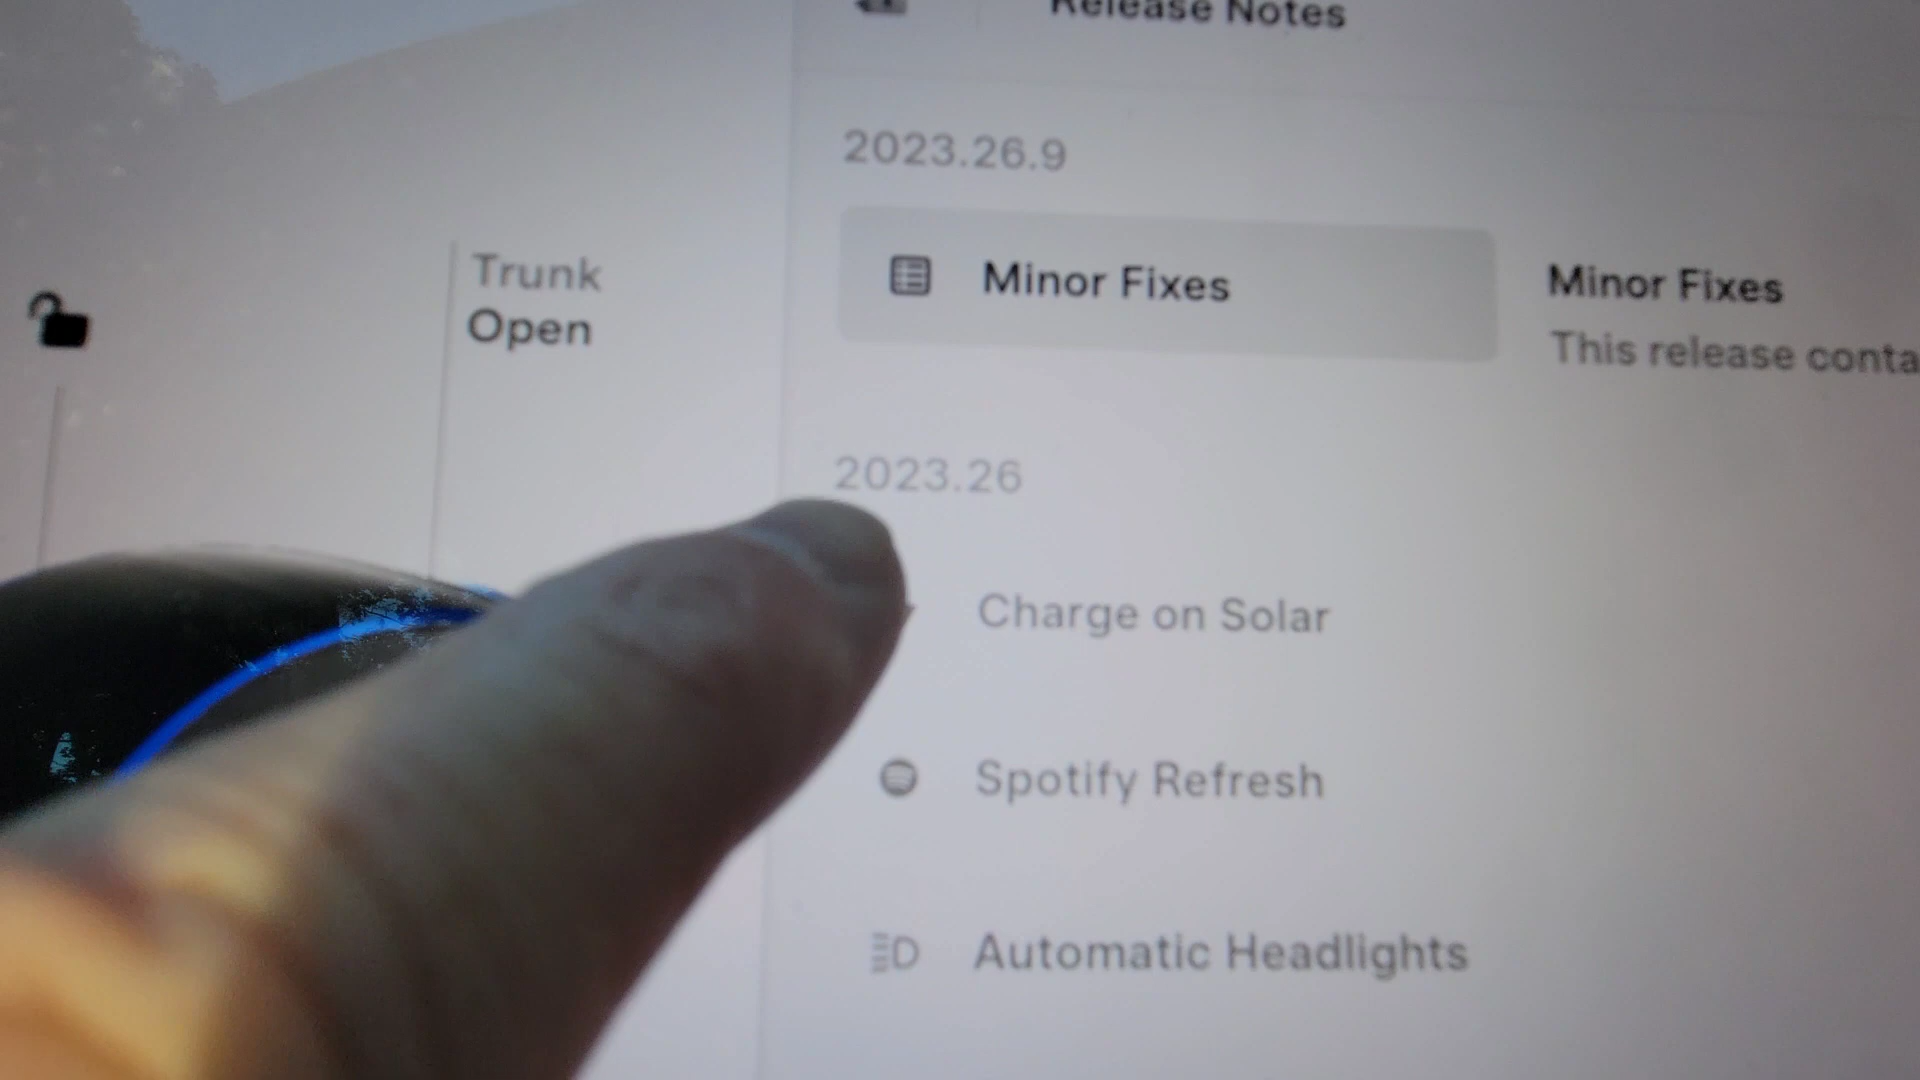 Release Notes
2023.26.9
Trunk
Open
Minor Fixes
Minor Fixes
This release conta
2023.26
Charge on Solar
Spotify Refresh
Automatic Headlights